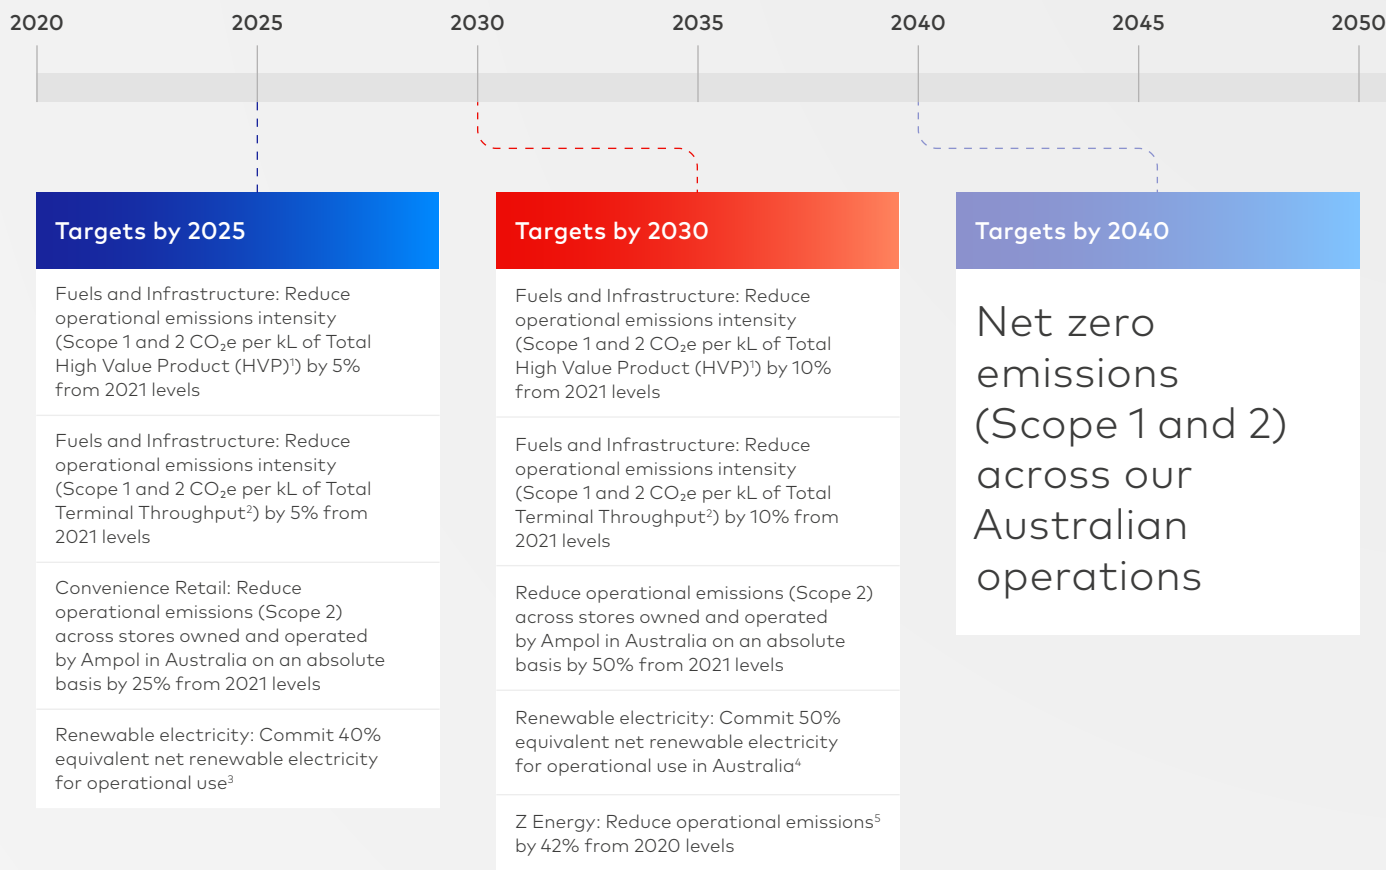 2020 2025 2030 2035 2040 2045 2050
Targets by 2025
Fuels and Infrastructure: Reduce
operational emissions intensity
(Scope 1 and 2 CO₂e per kL of Total
High Value Product (HVP)¹) by 5%
from 2021 levels
Fuels and Infrastructure: Reduce
operational emissions intensity
(Scope 1 and 2 CO₂e per kL of Total
Terminal Throughput²) by 5% from
2021 levels
Convenience Retail: Reduce
operational emissions (Scope 2)
across stores owned and operated
by Ampol in Australia on an absolute
basis by 25% from 2021 levels
Renewable electricity: Commit 40%
equivalent net renewable electricity
for operational use³
Targets by 2030
Fuels and Infrastructure: Reduce
operational emissions intensity
(Scope 1 and 2 CO₂e per kL of Total
High Value Product (HVP)¹) by 10%
from 2021 levels
Fuels and Infrastructure: Reduce
operational emissions intensity
(Scope 1 and 2 CO₂e per kL of Total
Terminal Throughput²) by 10% from
2021 levels
Reduce operational emissions (Scope 2)
across stores owned and operated
by Ampol in Australia on an absolute
basis by 50% from 2021 levels
Renewable electricity: Commit 50%
equivalent net renewable electricity
for operational use in Australia⁴
Z Energy: Reduce operational emissions⁵
by 42% from 2020 levels
Targets by 2040
Net zero
emissions
(Scope 1 and 2)
across our
Australian
operations